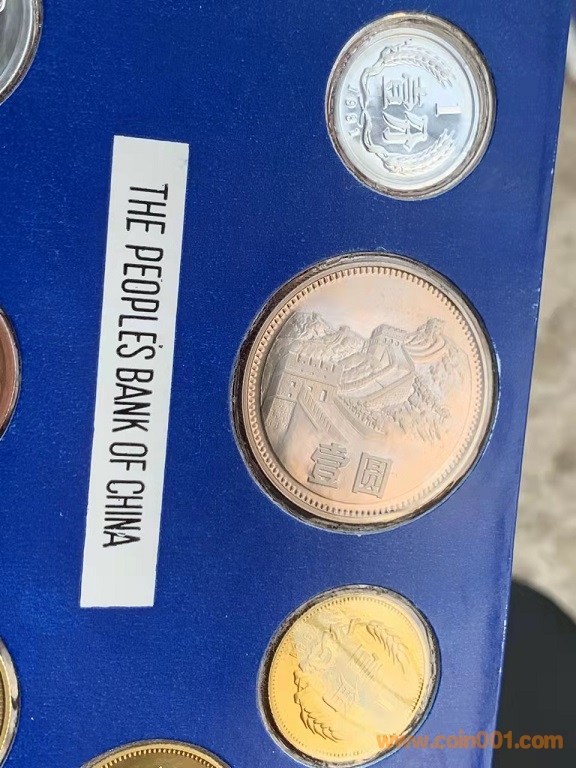 THE PEOPLE'S BANK OF CHINA
1
壹分
1981
壹圆
www.coin001.com